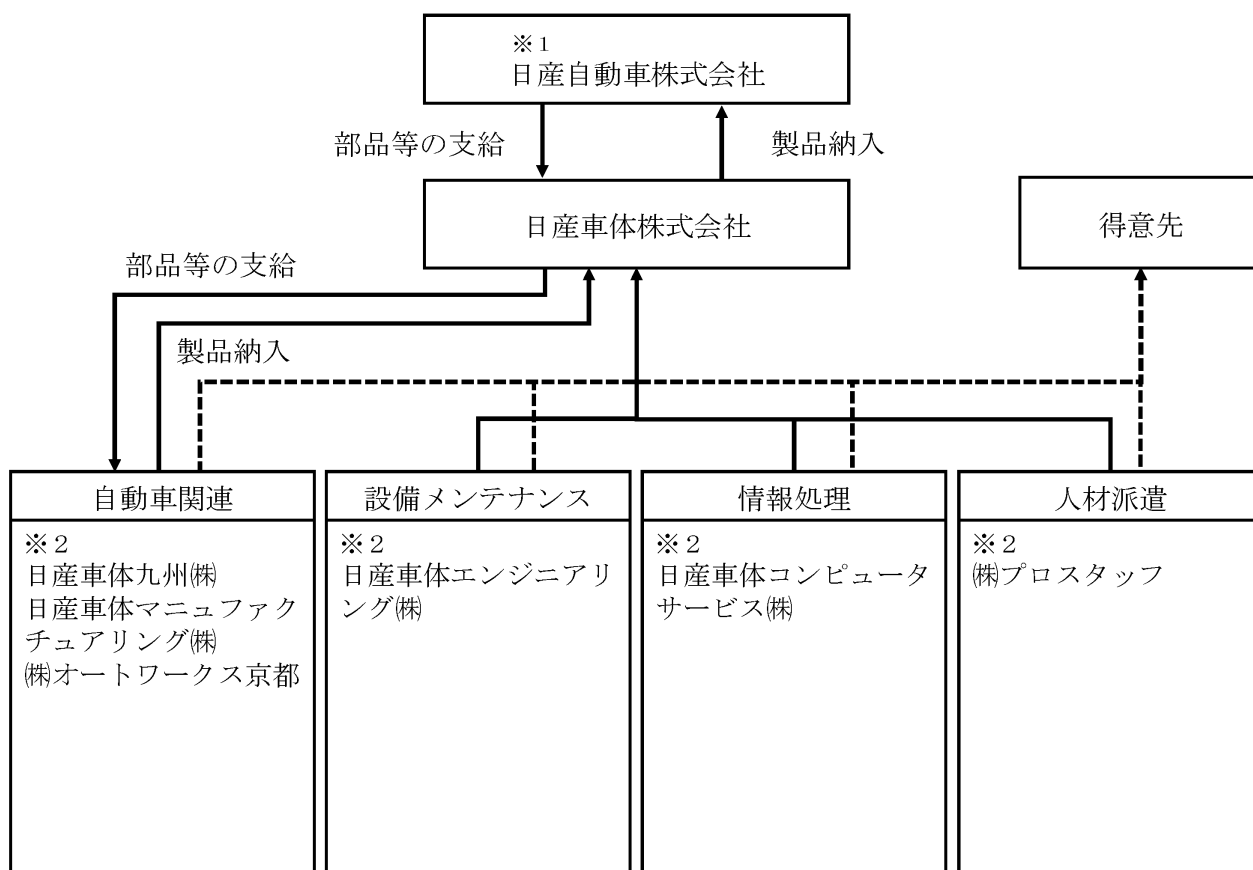 ※１
日産自動車株式会社
部品等の支給
製品納入
日産車体株式会社
得意先
部品等の支給
製品納入
自動車関連
※２
日産車体九州㈱
日産車体マニュファク
チュアリング㈱
㈱オートワークス京都
設備メンテナンス
※２
日産車体エンジニアリ
ング㈱
情報処理
※２
日産車体コンピュータ
サービス㈱
人材派遣
※２
㈱プロスタッフ